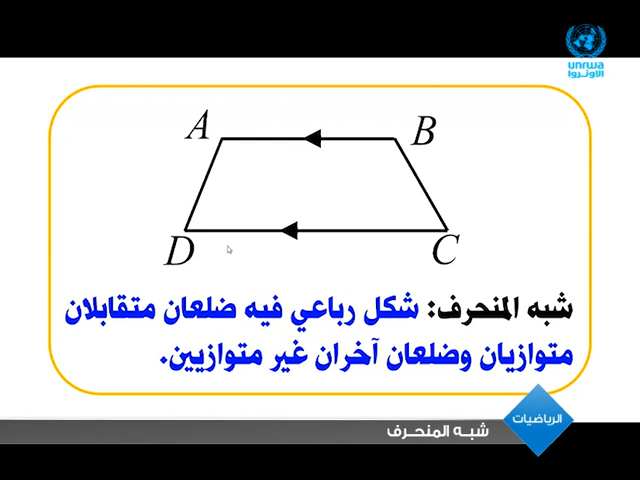 unrwa
الأونروا
A
B
D
C
شبه المنحرف: شكل رباعي فيه ضلعان متقابلان
متوازيان وضلعان آخران غير متوازيين.
الرياضيات
شبه المنحرف